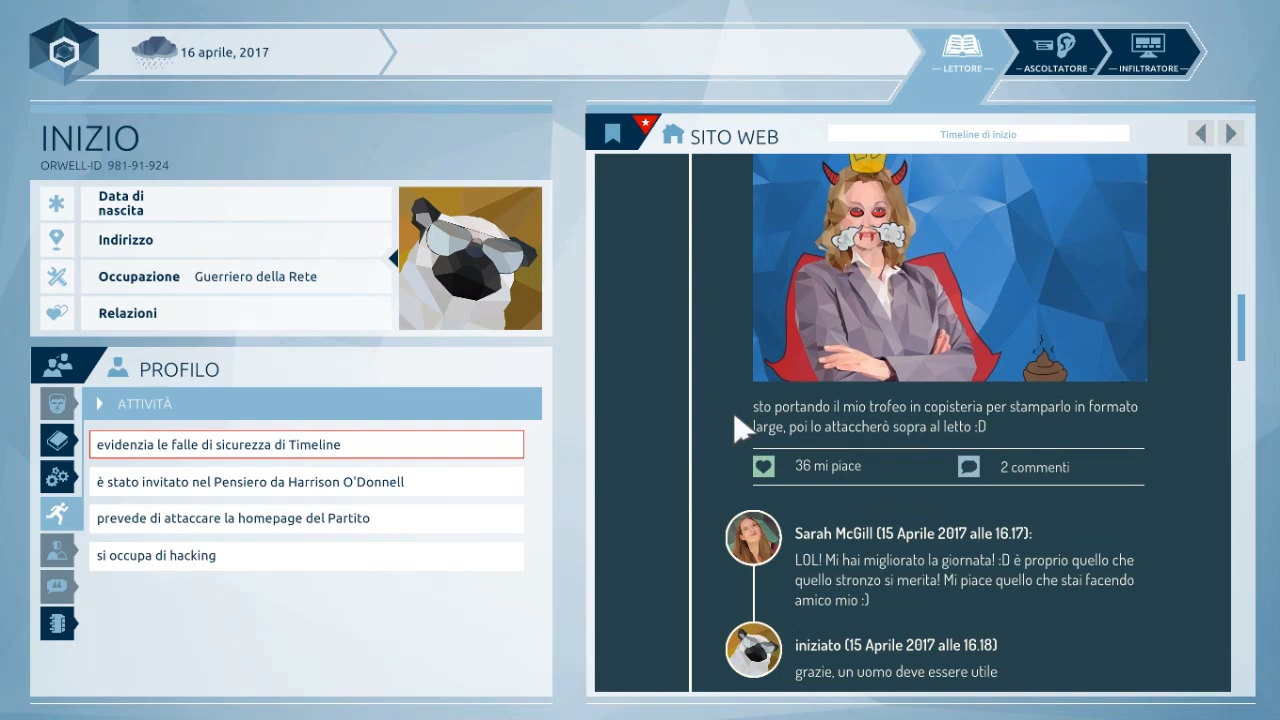 16 aprile, 2017
LETTORE
ASCOLTATORE
INFILTRATORE
INIZIO
ORWELL-ID 981-91-924
Data di
nascita
Indirizzo
Occupazione Guerriero della Rete
Relazioni
PROFILO
ATTIVITÀ
evidenzia le falle di sicurezza di Timeline
è stato invitato nel Pensiero da Harrison O'Donnell
prevede di attaccare la homepage del Partito
si occupa di hacking
SITO WEB
Timeline di inizio
sto portando il mio trofeo in copisteria per stamparlo in formato
large, poi lo attaccherò sopra al letto :D
36 mi piace
2 commenti
Sarah McGill (15 Aprile 2017 alle 16.17):
LOL! Mi hai migliorato la giornata! :D è proprio quello che
quello stronzo si merita! Mi piace quello che stai facendo
amico mio :)
iniziato (15 Aprile 2017 alle 16.18)
grazie, un uomo deve essere utile